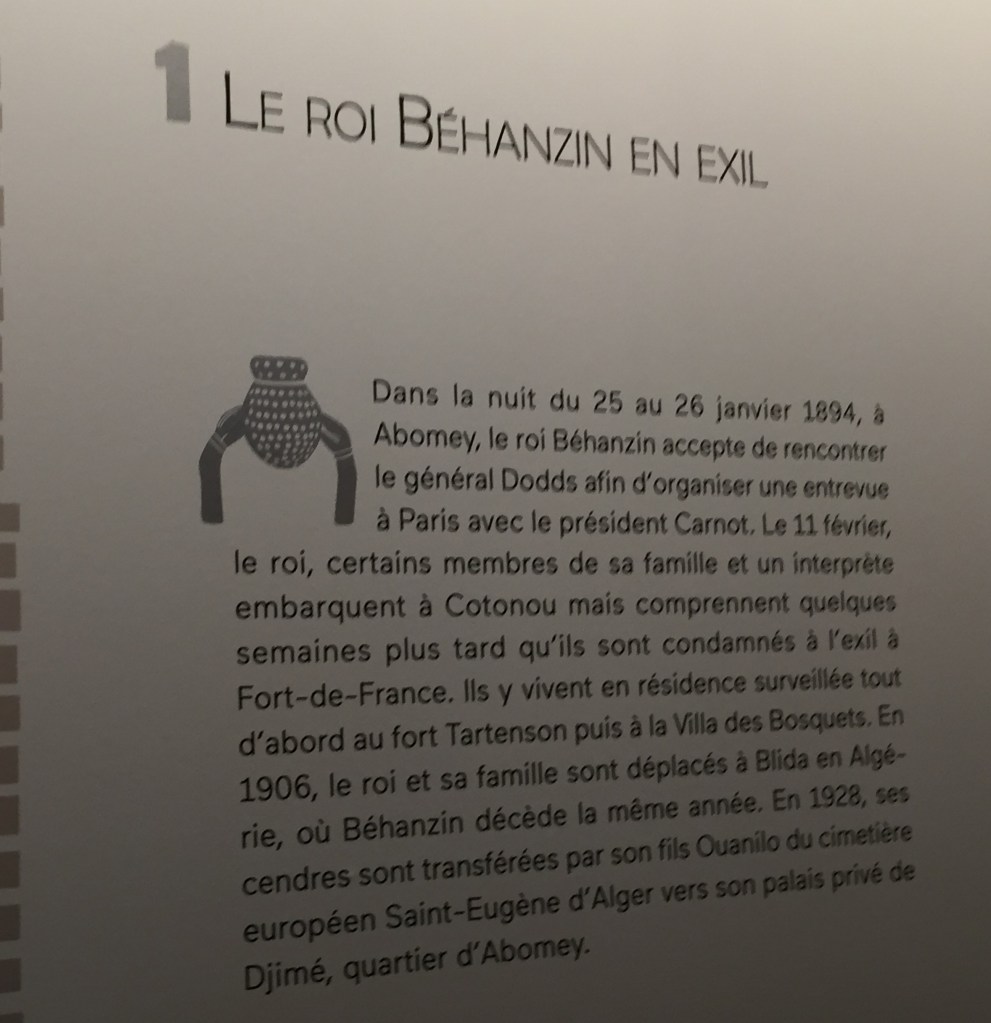 1 LE ROI BÉHANZIN EN EXIL
Dans la nuit du 25 au 26 janvier 1894, à
Abomey, le roi Béhanzin accepte de rencontrer
le général Dodds afin d'organiser une entrevue
à Paris avec le président Carnot. Le 11 février,
le roi, certains membres de sa famille et un interprète
embarquent à Cotonou mais comprennent quelques
semaines plus tard qu'ils sont condamnés à l'exil à
Fort-de-France. Ils y vivent en résidence surveillée tout
d'abord au fort Tartenson puis à la Villa des Bosquets. En
1906, le roi et sa famille sont déplacés à Blida en Algé-
rie, où Béhanzin décède la même année. En 1928, ses
cendres sont transférées par son fils Ouanilo du cimetière
européen Saint-Eugène d'Alger vers son palais privé de
Djimé, quartier d'Abomey.